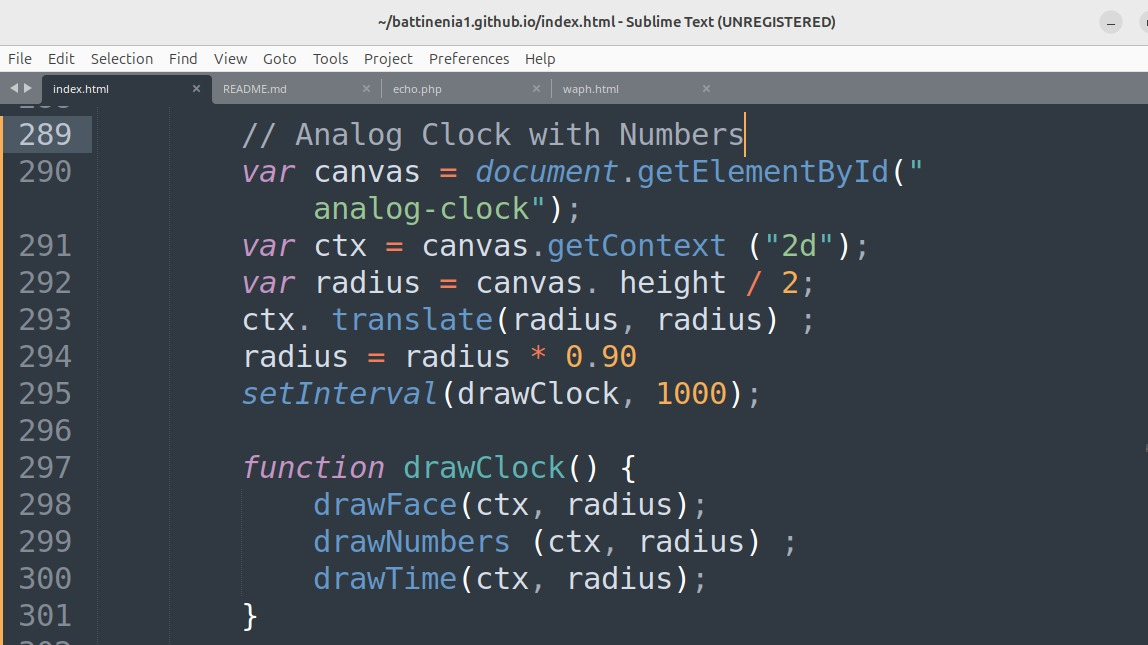 ~/battinenia1.github.io/index.html - Sublime Text (UNREGISTERED)
File Edit Selection Find View Goto Tools Project Preferences Help
index.html × README.md × echo.php × waph.html ×
289 // Analog Clock with Numbers
290 var canvas = document.getElementById("
analog-clock");
291 var ctx = canvas.getContext ("2d");
292 var radius = canvas. height / 2;
293 ctx. translate(radius, radius) ;
294 radius = radius * 0.90
295 setInterval(drawClock, 1000);
296
297 function drawClock() {
298 drawFace(ctx, radius);
299 drawNumbers (ctx, radius) ;
300 drawTime(ctx, radius);
301 }